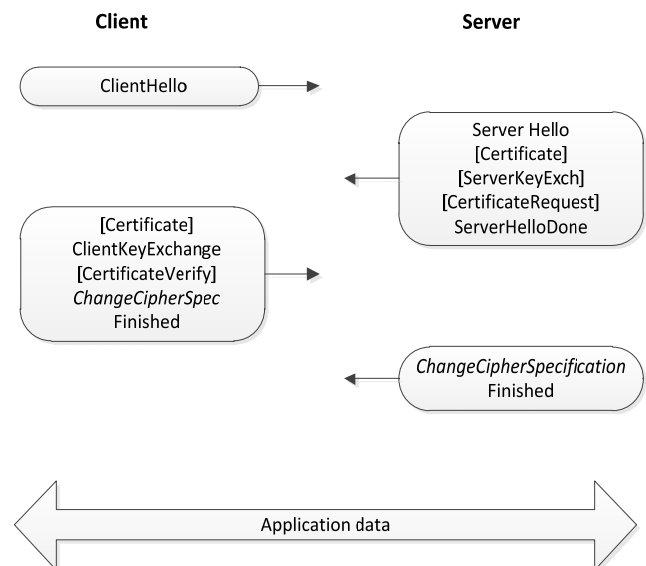 Client
Server
ClientHello
Server Hello
[Certificate]
[ServerKeyExch]
[CertificateRequest]
ServerHelloDone
[Certificate]
ClientKeyExchange
[CertificateVerify]
ChangeCipherSpec
Finished
ChangeCipherSpecification
Finished
Application data